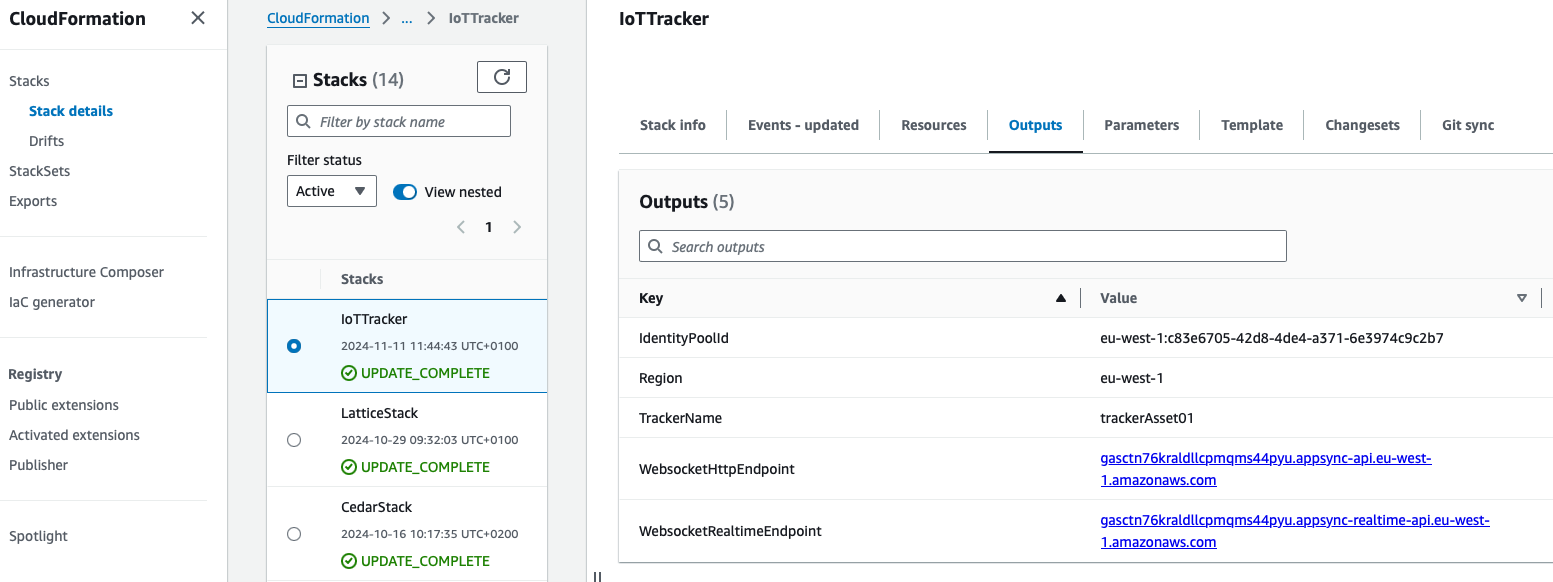 CloudFormation
Stacks
Stack details
Drifts
StackSets
Exports
Infrastructure Composer
IaC generator
Registry
Public extensions
Activated extensions
Publisher
Spotlight
CloudFormation > ... > IoTTracker
Stacks (14)
Filter by stack name
Filter status
Active
View nested
1
Stacks
IoTTracker
2024-11-11 11:44:43 UTC+0100
UPDATE_COMPLETE
LatticeStack
2024-10-29 09:32:03 UTC+0100
UPDATE_COMPLETE
CedarStack
2024-10-16 10:17:35 UTC+0200
UPDATE_COMPLETE
IoTTracker
Stack info Events - updated Resources Outputs Parameters Template Changesets Git sync
Outputs (5)
Search outputs
Key Value
IdentityPoolId eu-west-1:c83e6705-42d8-4de4-a371-6e3974c9c2b7
Region eu-west-1
TrackerName trackerAsset01
WebsocketHttpEndpoint gasctn76kraldllcpmqms44pyu.appsync-api.eu-west-
1.amazonaws.com
WebsocketRealtimeEndpoint gasctn76kraldllcpmqms44pyu.appsync-realtime-api.eu-west-
1.amazonaws.com